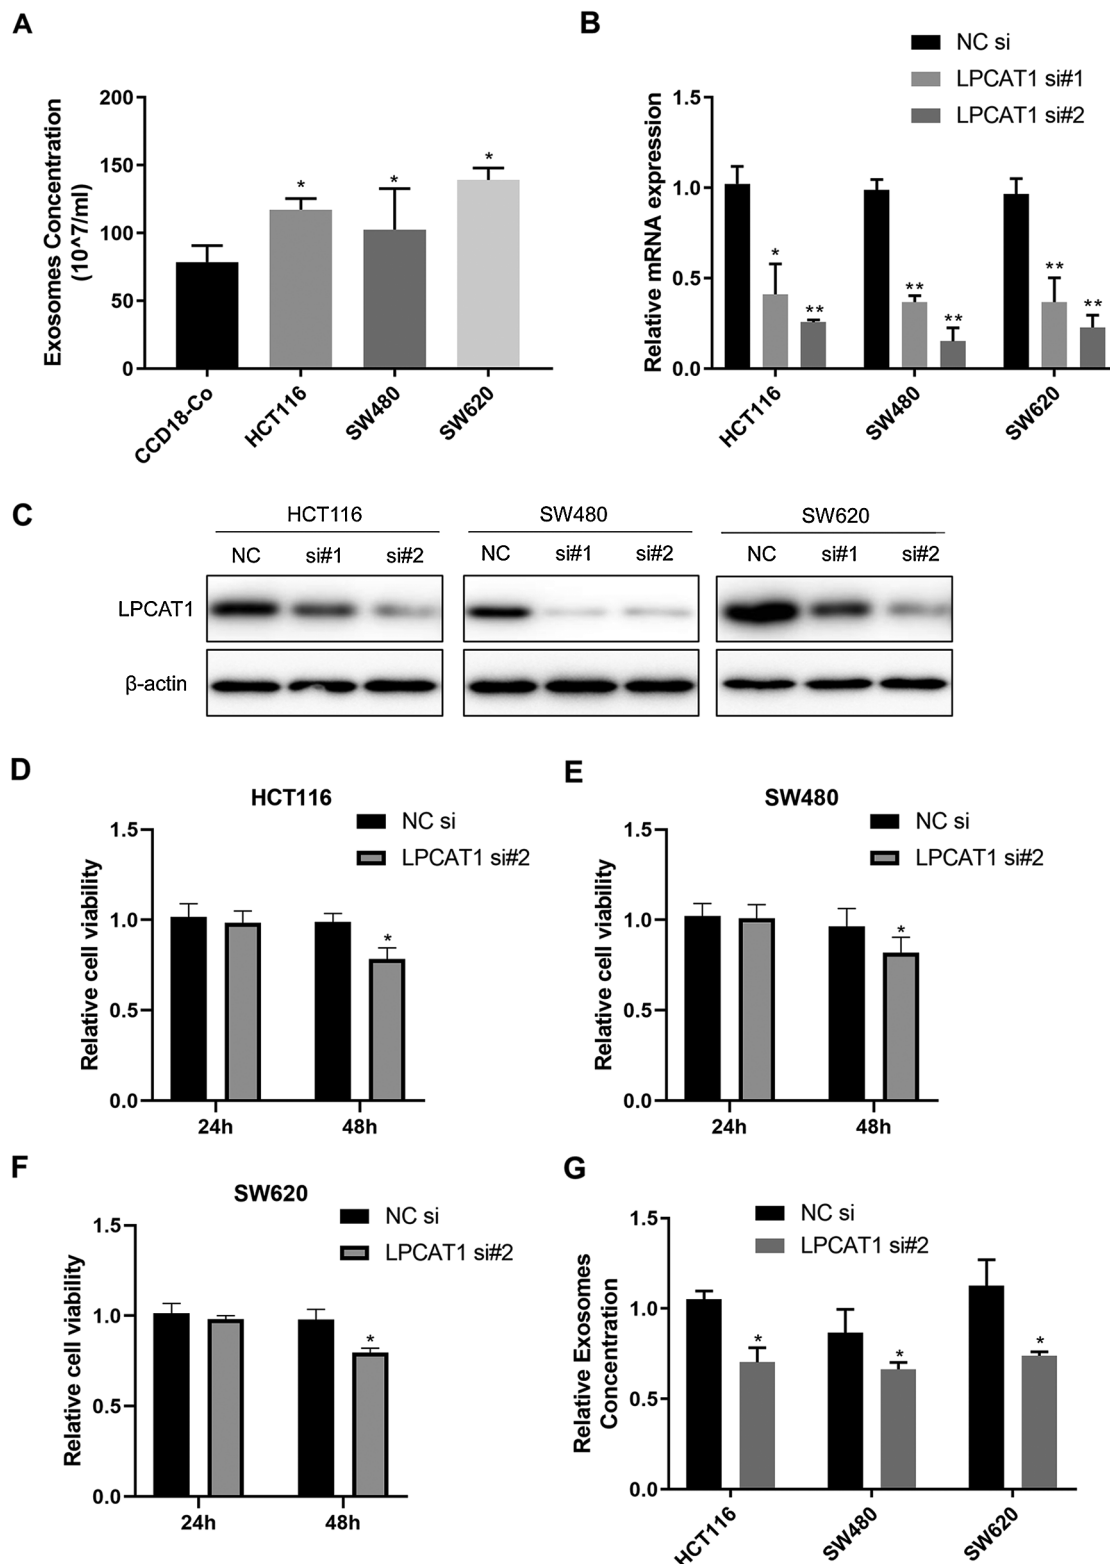 A
Exosomes Concentration
(10^7/ml)
200
150
100
50
0
*
*
*
CCD18-Co
HCT116
SW480
SW620
B
NC si
LPCAT1 si#1
LPCAT1 si#2
Relative mRNA expression
1.5
1.0
0.5
0.0
*
**
**
**
**
**
HCT116
SW480
SW620
C
HCT116
SW480
SW620
NC si#1 si#2
NC si#1 si#2
NC si#1 si#2
LPCAT1
β-actin
D
HCT116
NC si
LPCAT1 si#2
Relative cell viability
1.5
1.0
0.5
0.0
*
24h
48h
E
SW480
NC si
LPCAT1 si#2
Relative cell viability
1.5
1.0
0.5
0.0
*
24h
48h
F
SW620
NC si
LPCAT1 si#2
Relative cell viability
1.5
1.0
0.5
0.0
*
24h
48h
G
NC si
LPCAT1 si#2
Relative Exosomes
Concentration
1.5
1.0
0.5
0.0
*
*
*
HCT116
SW480
SW620